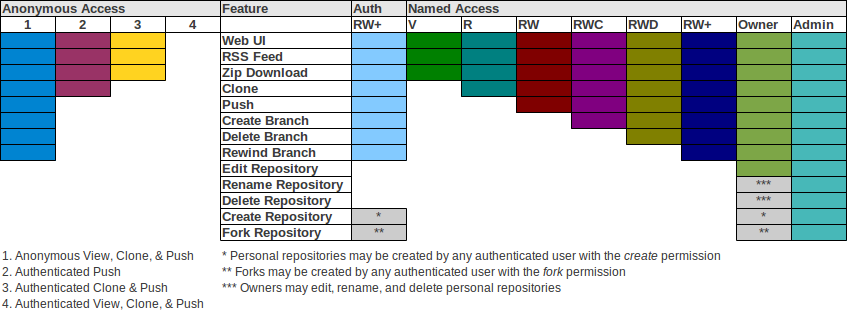 Anonymous Access Feature Auth Named Access
1 2 3 4 RW+ V R RW RWC RWD RW+ Owner Admin
Web UI
RSS Feed
Zip Download
Clone
Push
Create Branch
Delete Branch
Rewind Branch
Edit Repository
Rename Repository ***
Delete Repository ***
Create Repository * *
Fork Repository ** **
1. Anonymous View, Clone, & Push * Personal repositories may be created by any authenticated user with the create permission
2. Authenticated Push ** Forks may be created by any authenticated user with the fork permission
3. Authenticated Clone & Push *** Owners may edit, rename, and delete personal repositories
4. Authenticated View, Clone, & Push